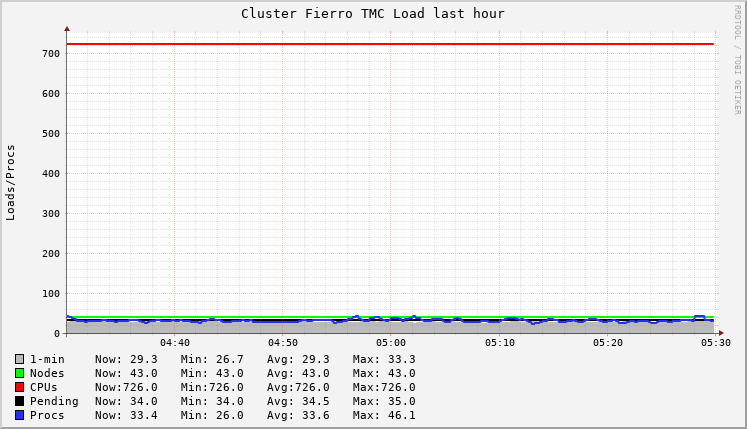 Cluster Fierro TMC Load last hour
RRDTOOL / TOBI OETIKER
Loads/Procs
700
600
500
400
300
200
100
0
04:40 04:50 05:00 05:10 05:20 05:30
1-min Now: 29.3 Min: 26.7 Avg: 29.3 Max: 33.3
Nodes Now: 43.0 Min: 43.0 Avg: 43.0 Max: 43.0
CPUs Now:726.0 Min:726.0 Avg:726.0 Max:726.0
Pending Now: 34.0 Min: 34.0 Avg: 34.5 Max: 35.0
Procs Now: 33.4 Min: 26.0 Avg: 33.6 Max: 46.1